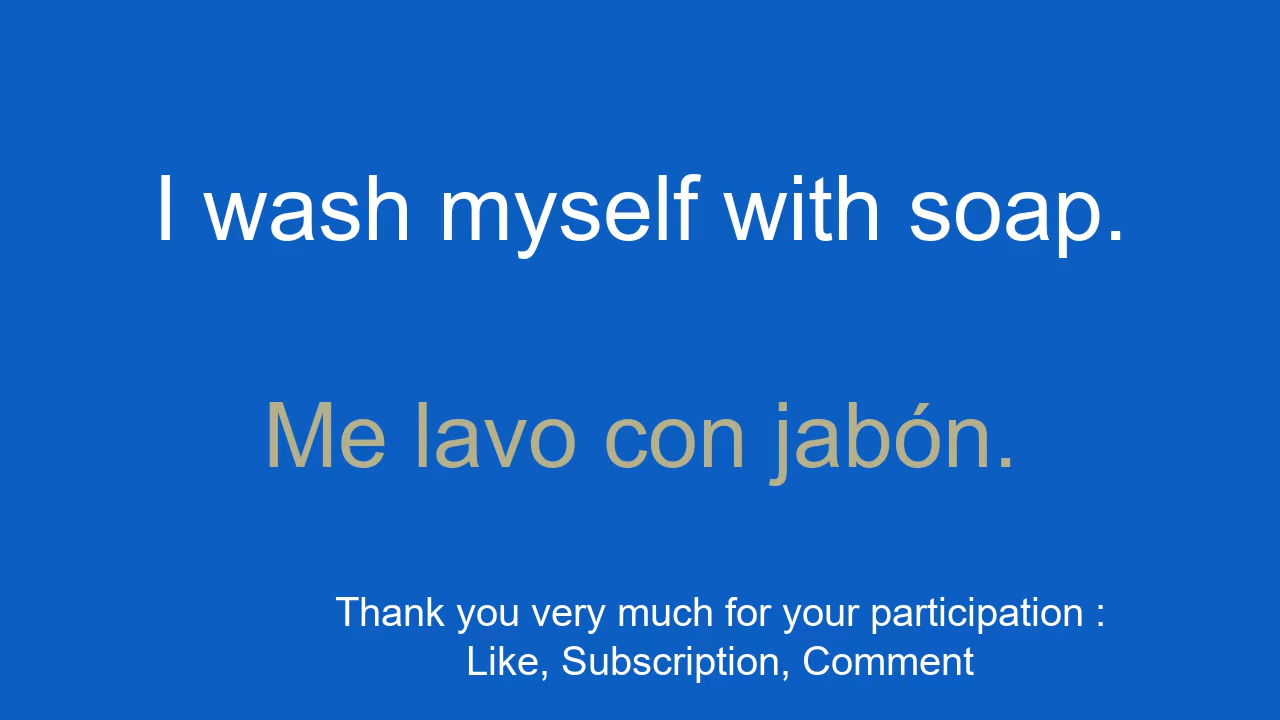 I wash myself with soap.
Me lavo con jabón.
Thank you very much for your participation :
Like, Subscription, Comment